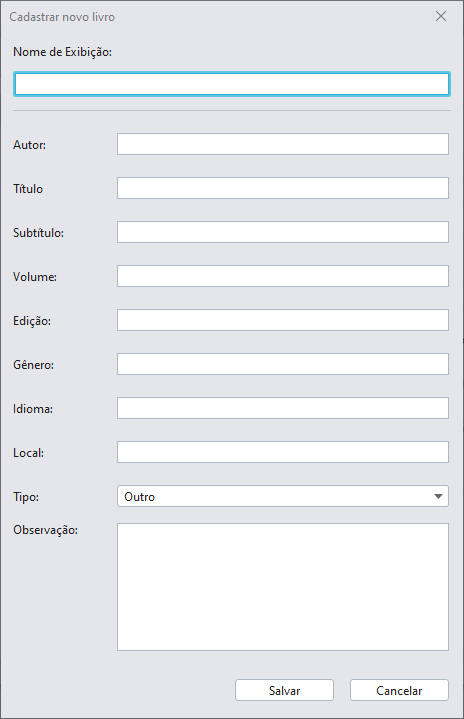 Cadastrar novo livro
Nome de Exibição:
Autor:
Título
Subtítulo:
Volume:
Edição:
Gênero:
Idioma:
Local:
Tipo: Outro
Observação:
Salvar Cancelar